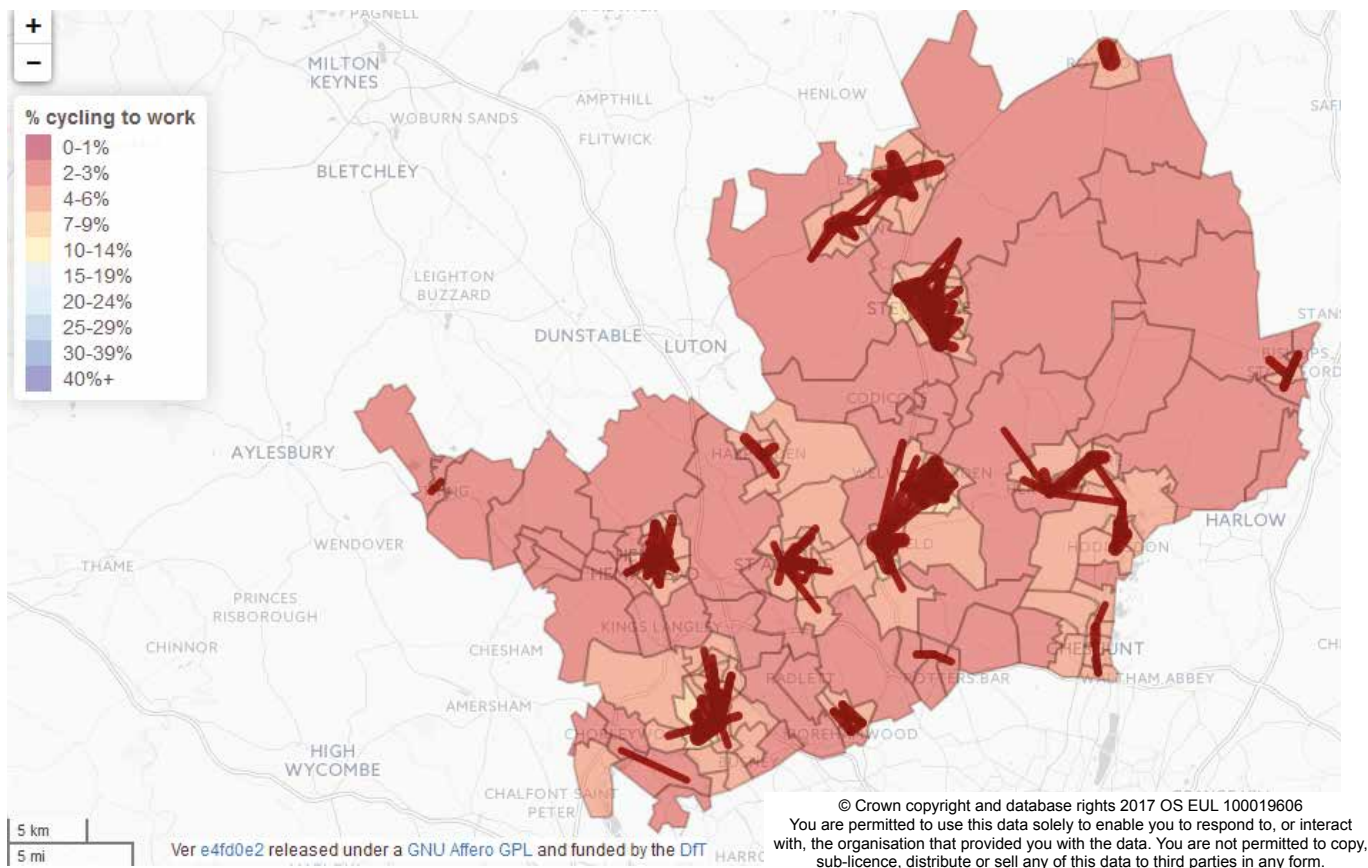 +
−
% cycling to work
0-1%
2-3%
4-6%
7-9%
10-14%
15-19%
20-24%
25-29%
30-39%
40%+
PAGNELL
MILTON
KEYNES
AMPTHILL
HENLOW
WOBURN SANDS
FLITWICK
BLETCHLEY
LEIGHTON
BUZZARD
DUNSTABLE
LUTON
CODICOTE
AYLESBURY
WENDOVER
HARLOW
THAME
PRINCES
RISBOROUGH
CHINNOR
CHESHAM
KINGS LANGLEY
CHESHUNT
RADLETT
POTTERS BAR
WALTHAM ABBEY
AMERSHAM
HIGH
WYCOMBE
CHALFONT SAINT
PETER
5 km
5 mi
Ver e4fd0e2 released under a GNU Affero GPL and funded by the DfT
HARRO
© Crown copyright and database rights 2017 OS EUL 100019606
You are permitted to use this data solely to enable you to respond to, or interact
with, the organisation that provided you with the data. You are not permitted to copy,
sub-licence, distribute or sell any of this data to third parties in any form.